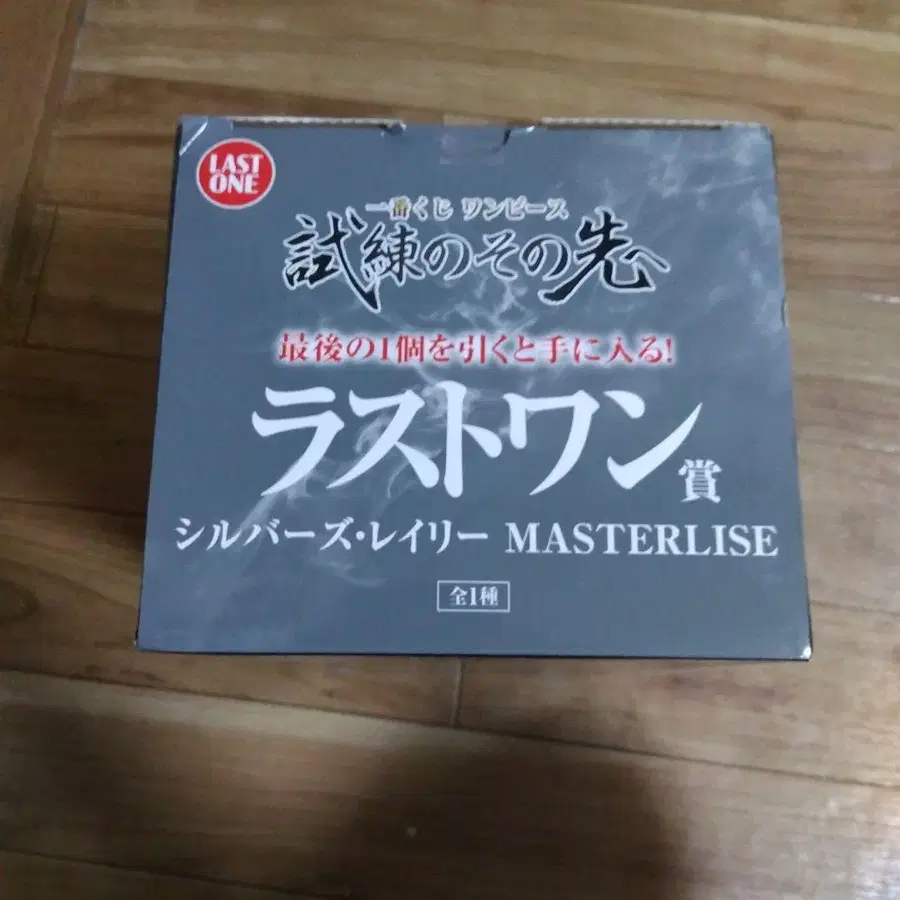 LAST
ONE
一番くじ ワンピース
試練のその先へ
最後の1個を引くと手に入る!
ラストワン賞
シルバーズ・レイリー MASTERLISE
全1種